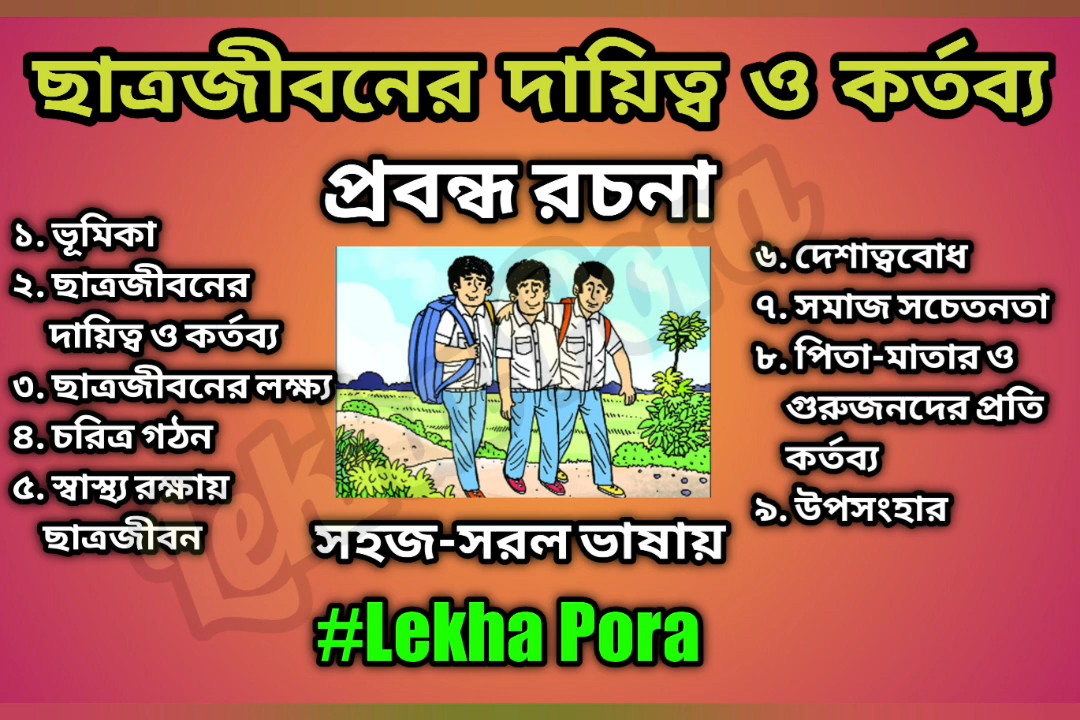 ছাত্রজীবনের দায়িত্ব ও কর্তব্য
প্রবন্ধ রচনা
১. ভূমিকা
২. ছাত্রজীবনের
দায়িত্ব ও কর্তব্য
৩. ছাত্রজীবনের লক্ষ্য
৪. চরিত্র গঠন
৫. স্বাস্থ্য রক্ষায়
ছাত্রজীবন
৬. দেশাত্ববোধ
৭. সমাজ সচেতনতা
৮. পিতা-মাতার ও
গুরুজনদের প্রতি
কর্তব্য
৯. উপসংহার
সহজ-সরল ভাষায়
#Lekha Pora
Lekha Pora